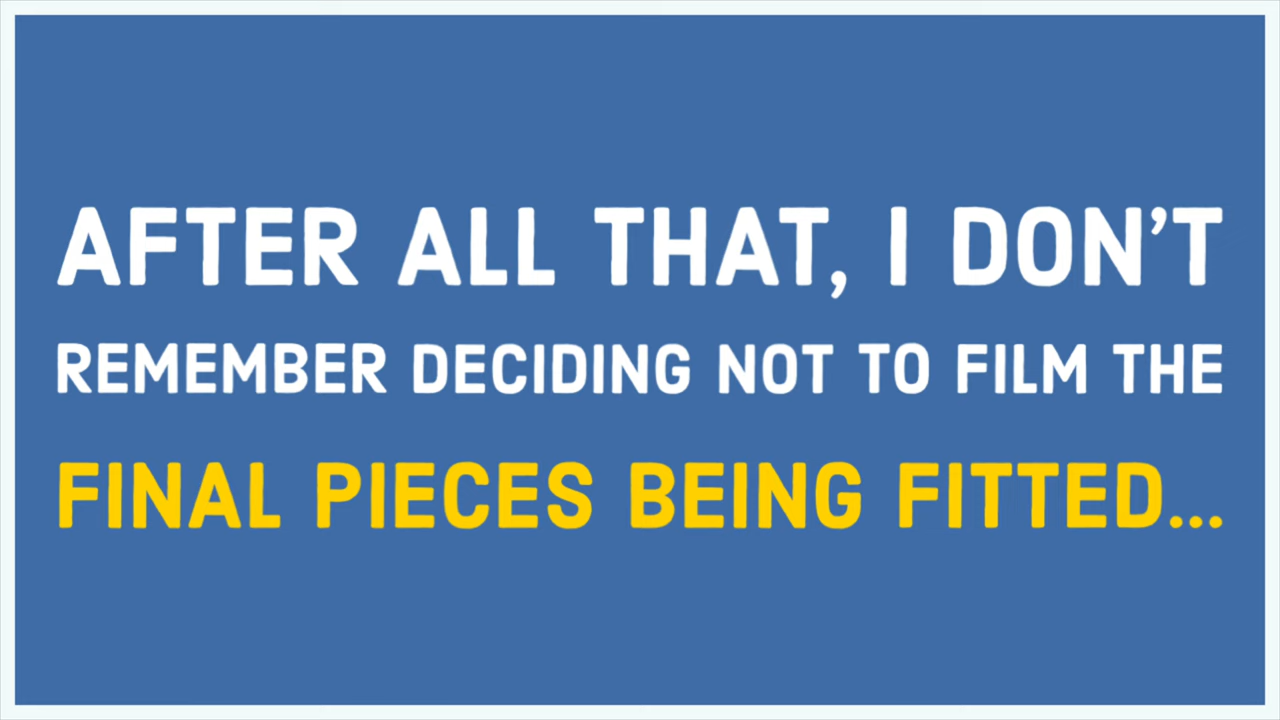 AFTER ALL THAT, I DON’T
REMEMBER DECIDING NOT TO FILM THE
FINAL PIECES BEING FITTED...